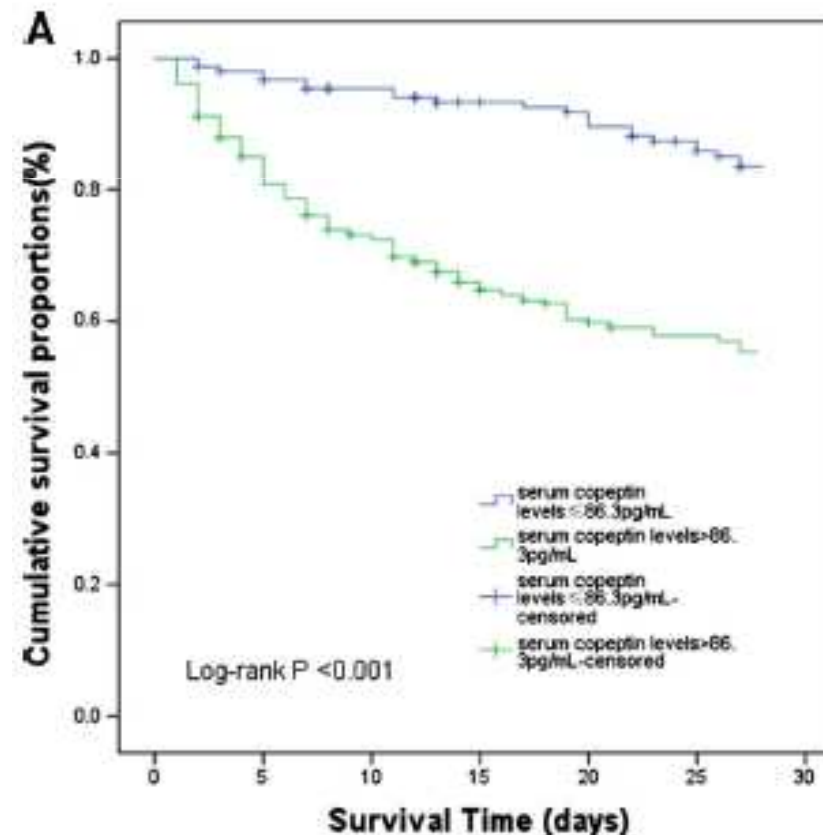 A
Cumulative survival proportions(%)
1.0
0.8
0.6
0.4
0.2
0.0
serum copeptin
levels≤86.3pg/mL
serum copeptin levels>86.
3pg/mL
serum copeptin
levels≤86.3pg/mL-
censored
serum copeptin levels>86.
3pg/mL-censored
Log-rank P <0.001
0 5 10 15 20 25 30
Survival Time (days)